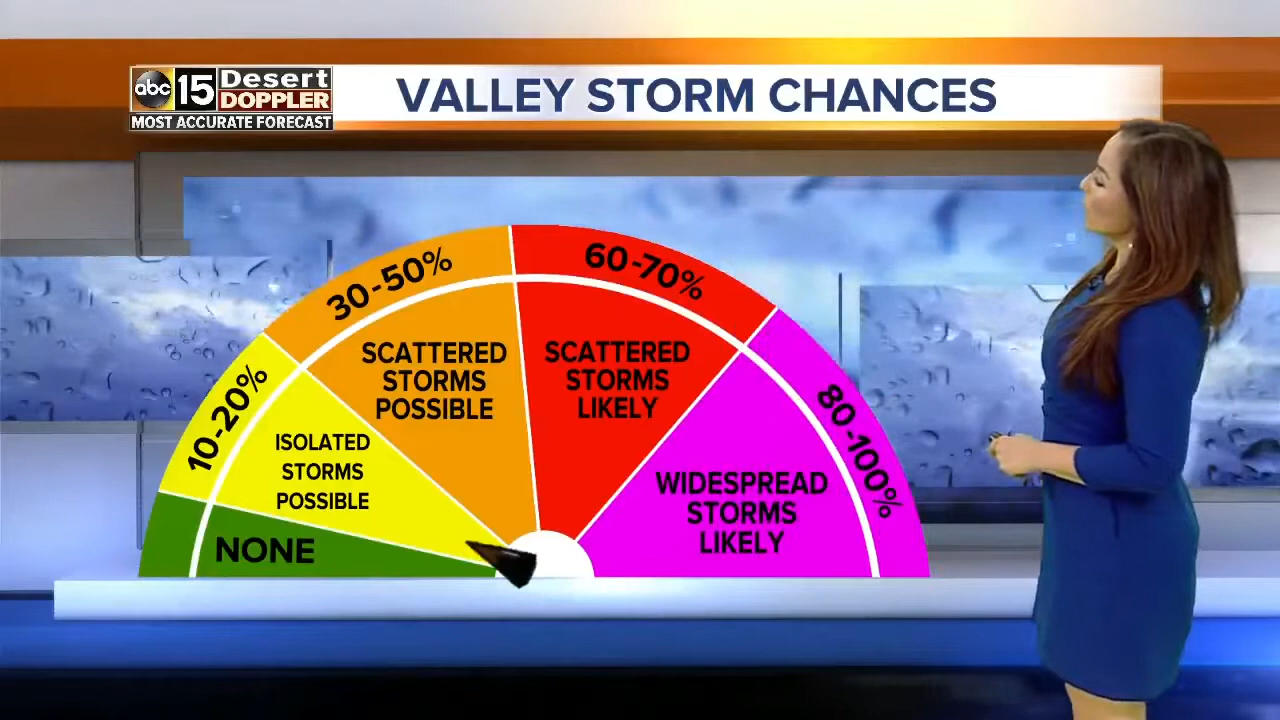 abc 15 Desert
DOPPLER
MOST ACCURATE FORECAST
VALLEY STORM CHANCES
10-20%
30-50%
60-70%
80-100%
NONE
ISOLATED
STORMS
POSSIBLE
SCATTERED
STORMS
POSSIBLE
SCATTERED
STORMS
LIKELY
WIDESPREAD
STORMS
LIKELY